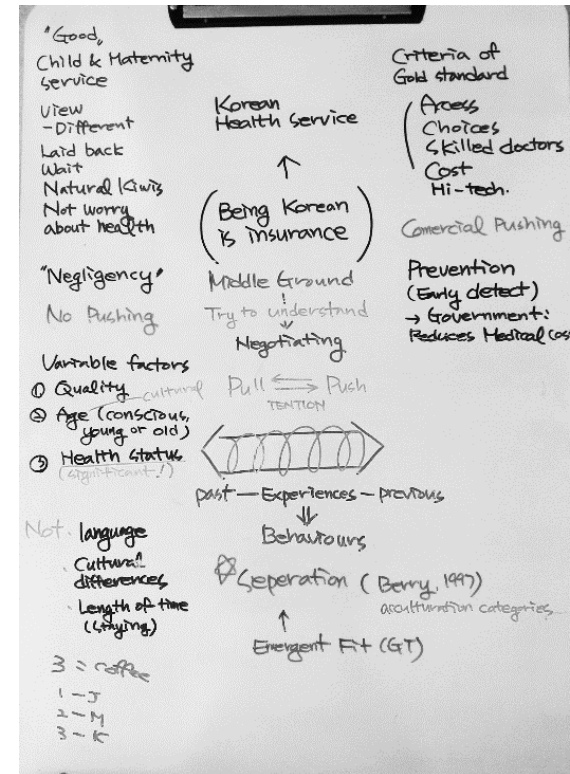 "Good"
Child & Maternity
service
View
- Different
Laid back
Wait
Natural Kiwis
Not worry
about health
"Negligency"
No Pushing
Variable factors
① Quality
cultural
② Age (conscious,
young or old)
③ Health status
(significant!)
Not. language
. Cultural
differences
. Length of time
(staying)
3 = coffee
1 - J
2 - M
3 - K
Korean
Health service
↑
(Being Korean
is insurance)
Middle Ground
!
Try to understand
⇓
Negotiating
Pull ⇆ Push
TENTION
past — Experiences — previous
⇓
Behaviours
☆ Seperation (Berry, 1997)
acculturation categories
↑
Emergent Fit (GT)
Criteria of
Gold standard
Acess
Choices
Skilled doctors
Cost
Hi-tech.
Comercial Pushing
Prevention
(Early detect)
→ Government:
Reduces Medical cos